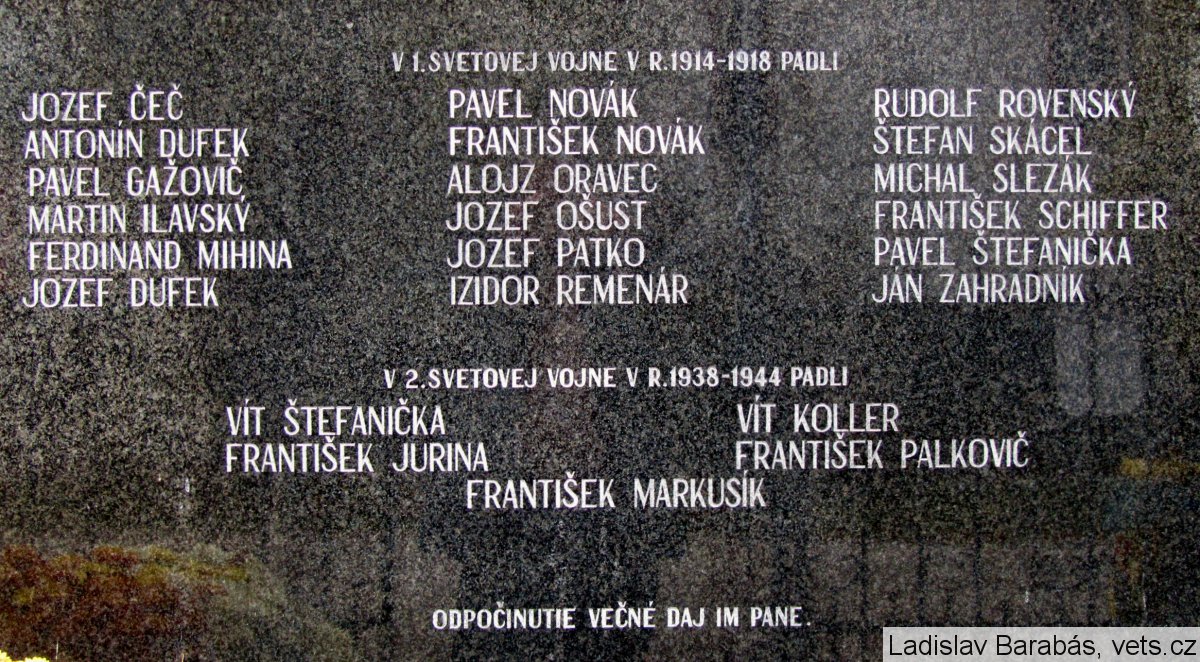 V 1. SVETOVEJ VOJNE V R. 1914-1918 PADLI
JOZEF ČEČ
ANTONÍN DUFEK
PAVEL GAŽOVIČ
MARTIN ILAVSKÝ
FERDINAND MIHINA
JOZEF DUFEK
PAVEL NOVÁK
FRANTIŠEK NOVÁK
ALOJZ ORAVEC
JOZEF OŠUST
JOZEF PATKO
IZIDOR REMENÁR
RUDOLF ROVENSKÝ
ŠTEFAN SKÁCEL
MICHAL SLEZÁK
FRANTIŠEK SCHIFFER
PAVEL ŠTEFANIČKA
JÁN ZAHRADNÍK
V 2. SVETOVEJ VOJNE V R. 1938-1944 PADLI
VÍT ŠTEFANIČKA
FRANTIŠEK JURINA
VÍT KOLLER
FRANTIŠEK PALKOVIČ
FRANTIŠEK MARKUSÍK
ODPOČINUTIE VEČNÉ DAJ IM PANE.
Ladislav Barabás, vets.cz